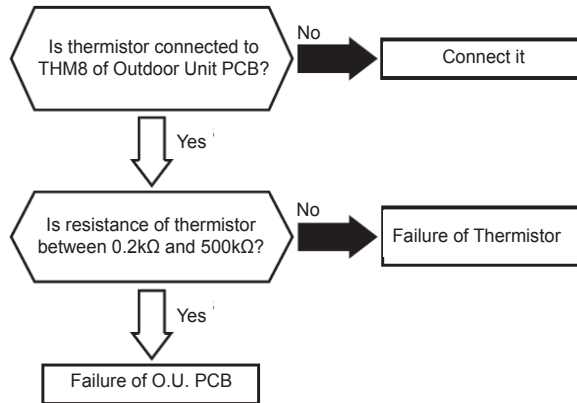 Is thermistor connected to
THM8 of Outdoor Unit PCB?
No
Connect it
Yes
Is resistance of thermistor
between 0.2kΩ and 500kΩ?
No
Failure of Thermistor
Yes
Failure of O.U. PCB